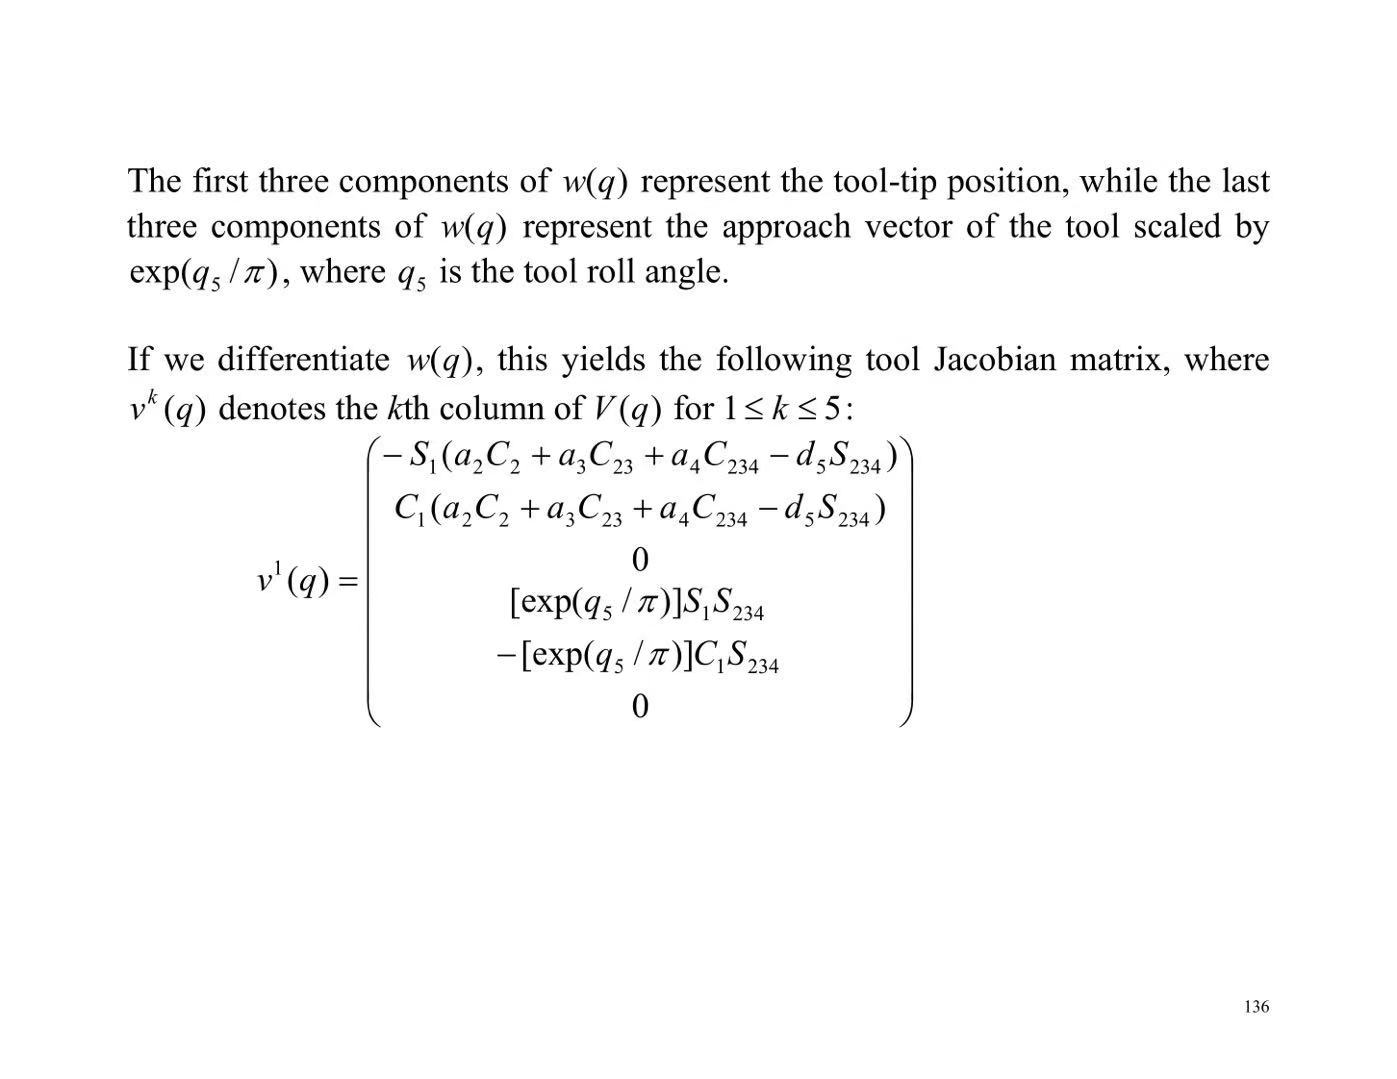 The first three components of w(q) represent the tool-tip position, while the last
three components of w(q) represent the approach vector of the tool scaled by
exp(q₅ / π), where q₅ is the tool roll angle.
If we differentiate w(q), this yields the following tool Jacobian matrix, where
vᵏ(q) denotes the kth column of V(q) for 1 ≤ k ≤ 5:
− S₁(a₂C₂ + a₃C₂₃ + a₄C₂₃₄ − d₅S₂₃₄)
C₁(a₂C₂ + a₃C₂₃ + a₄C₂₃₄ − d₅S₂₃₄)
0
v¹(q) =
[exp(q₅ / π)]S₁S₂₃₄
−[exp(q₅ / π)]C₁S₂₃₄
0
136